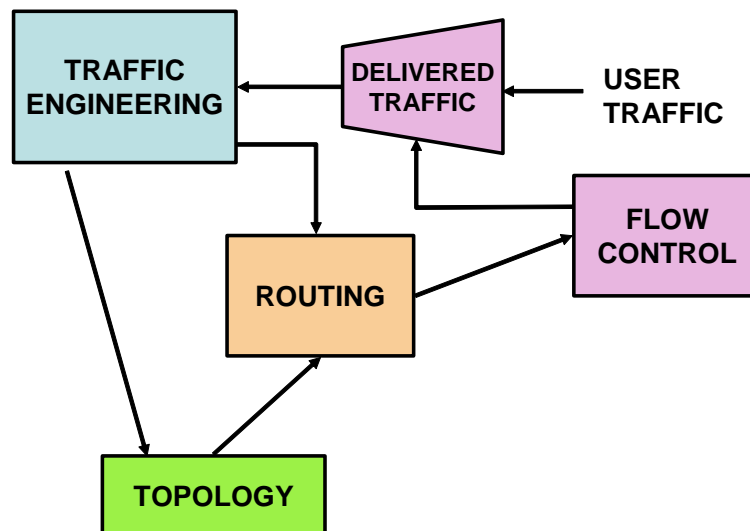 TRAFFIC
ENGINEERING
DELIVERED
TRAFFIC
USER
TRAFFIC
FLOW
CONTROL
ROUTING
TOPOLOGY